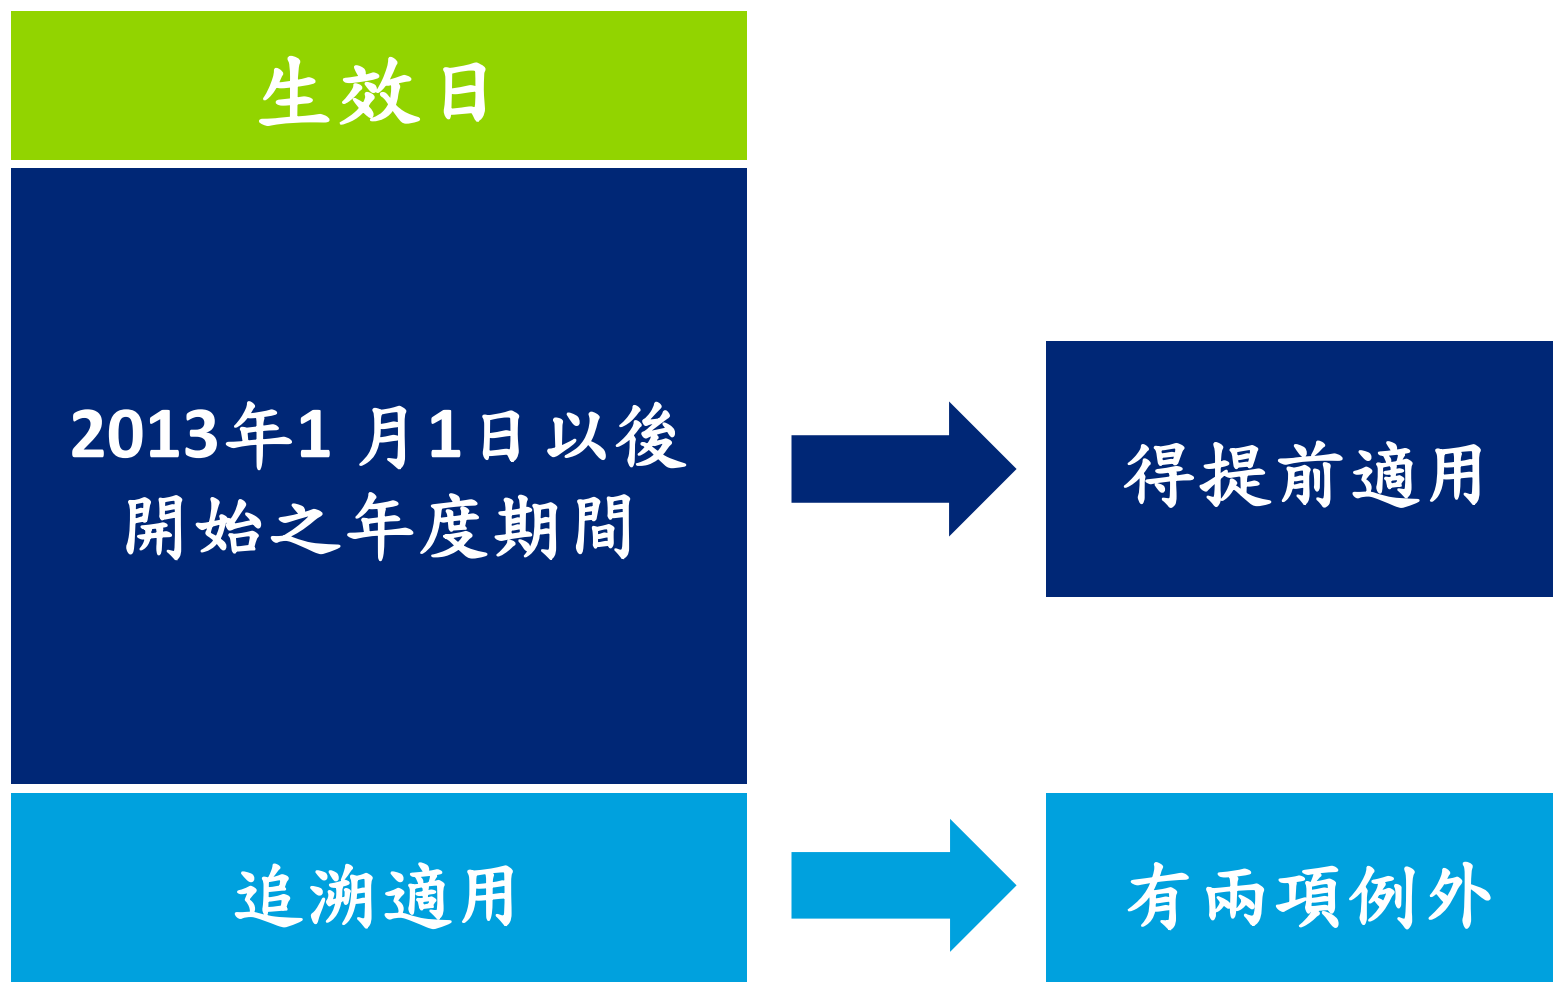 生效日
2013年1 月1日以後
開始之年度期間
得提前適用
追溯適用
有兩項例外